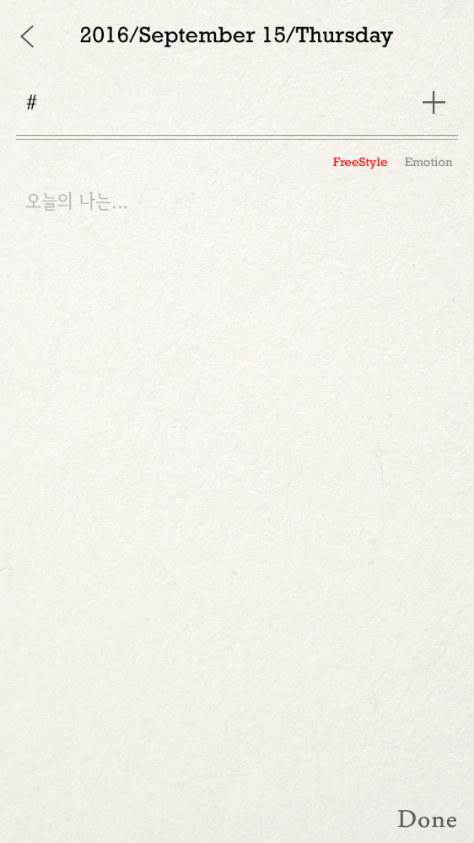 2016/September 15/Thursday
#
FreeStyle Emotion
오늘의 나는...
Done